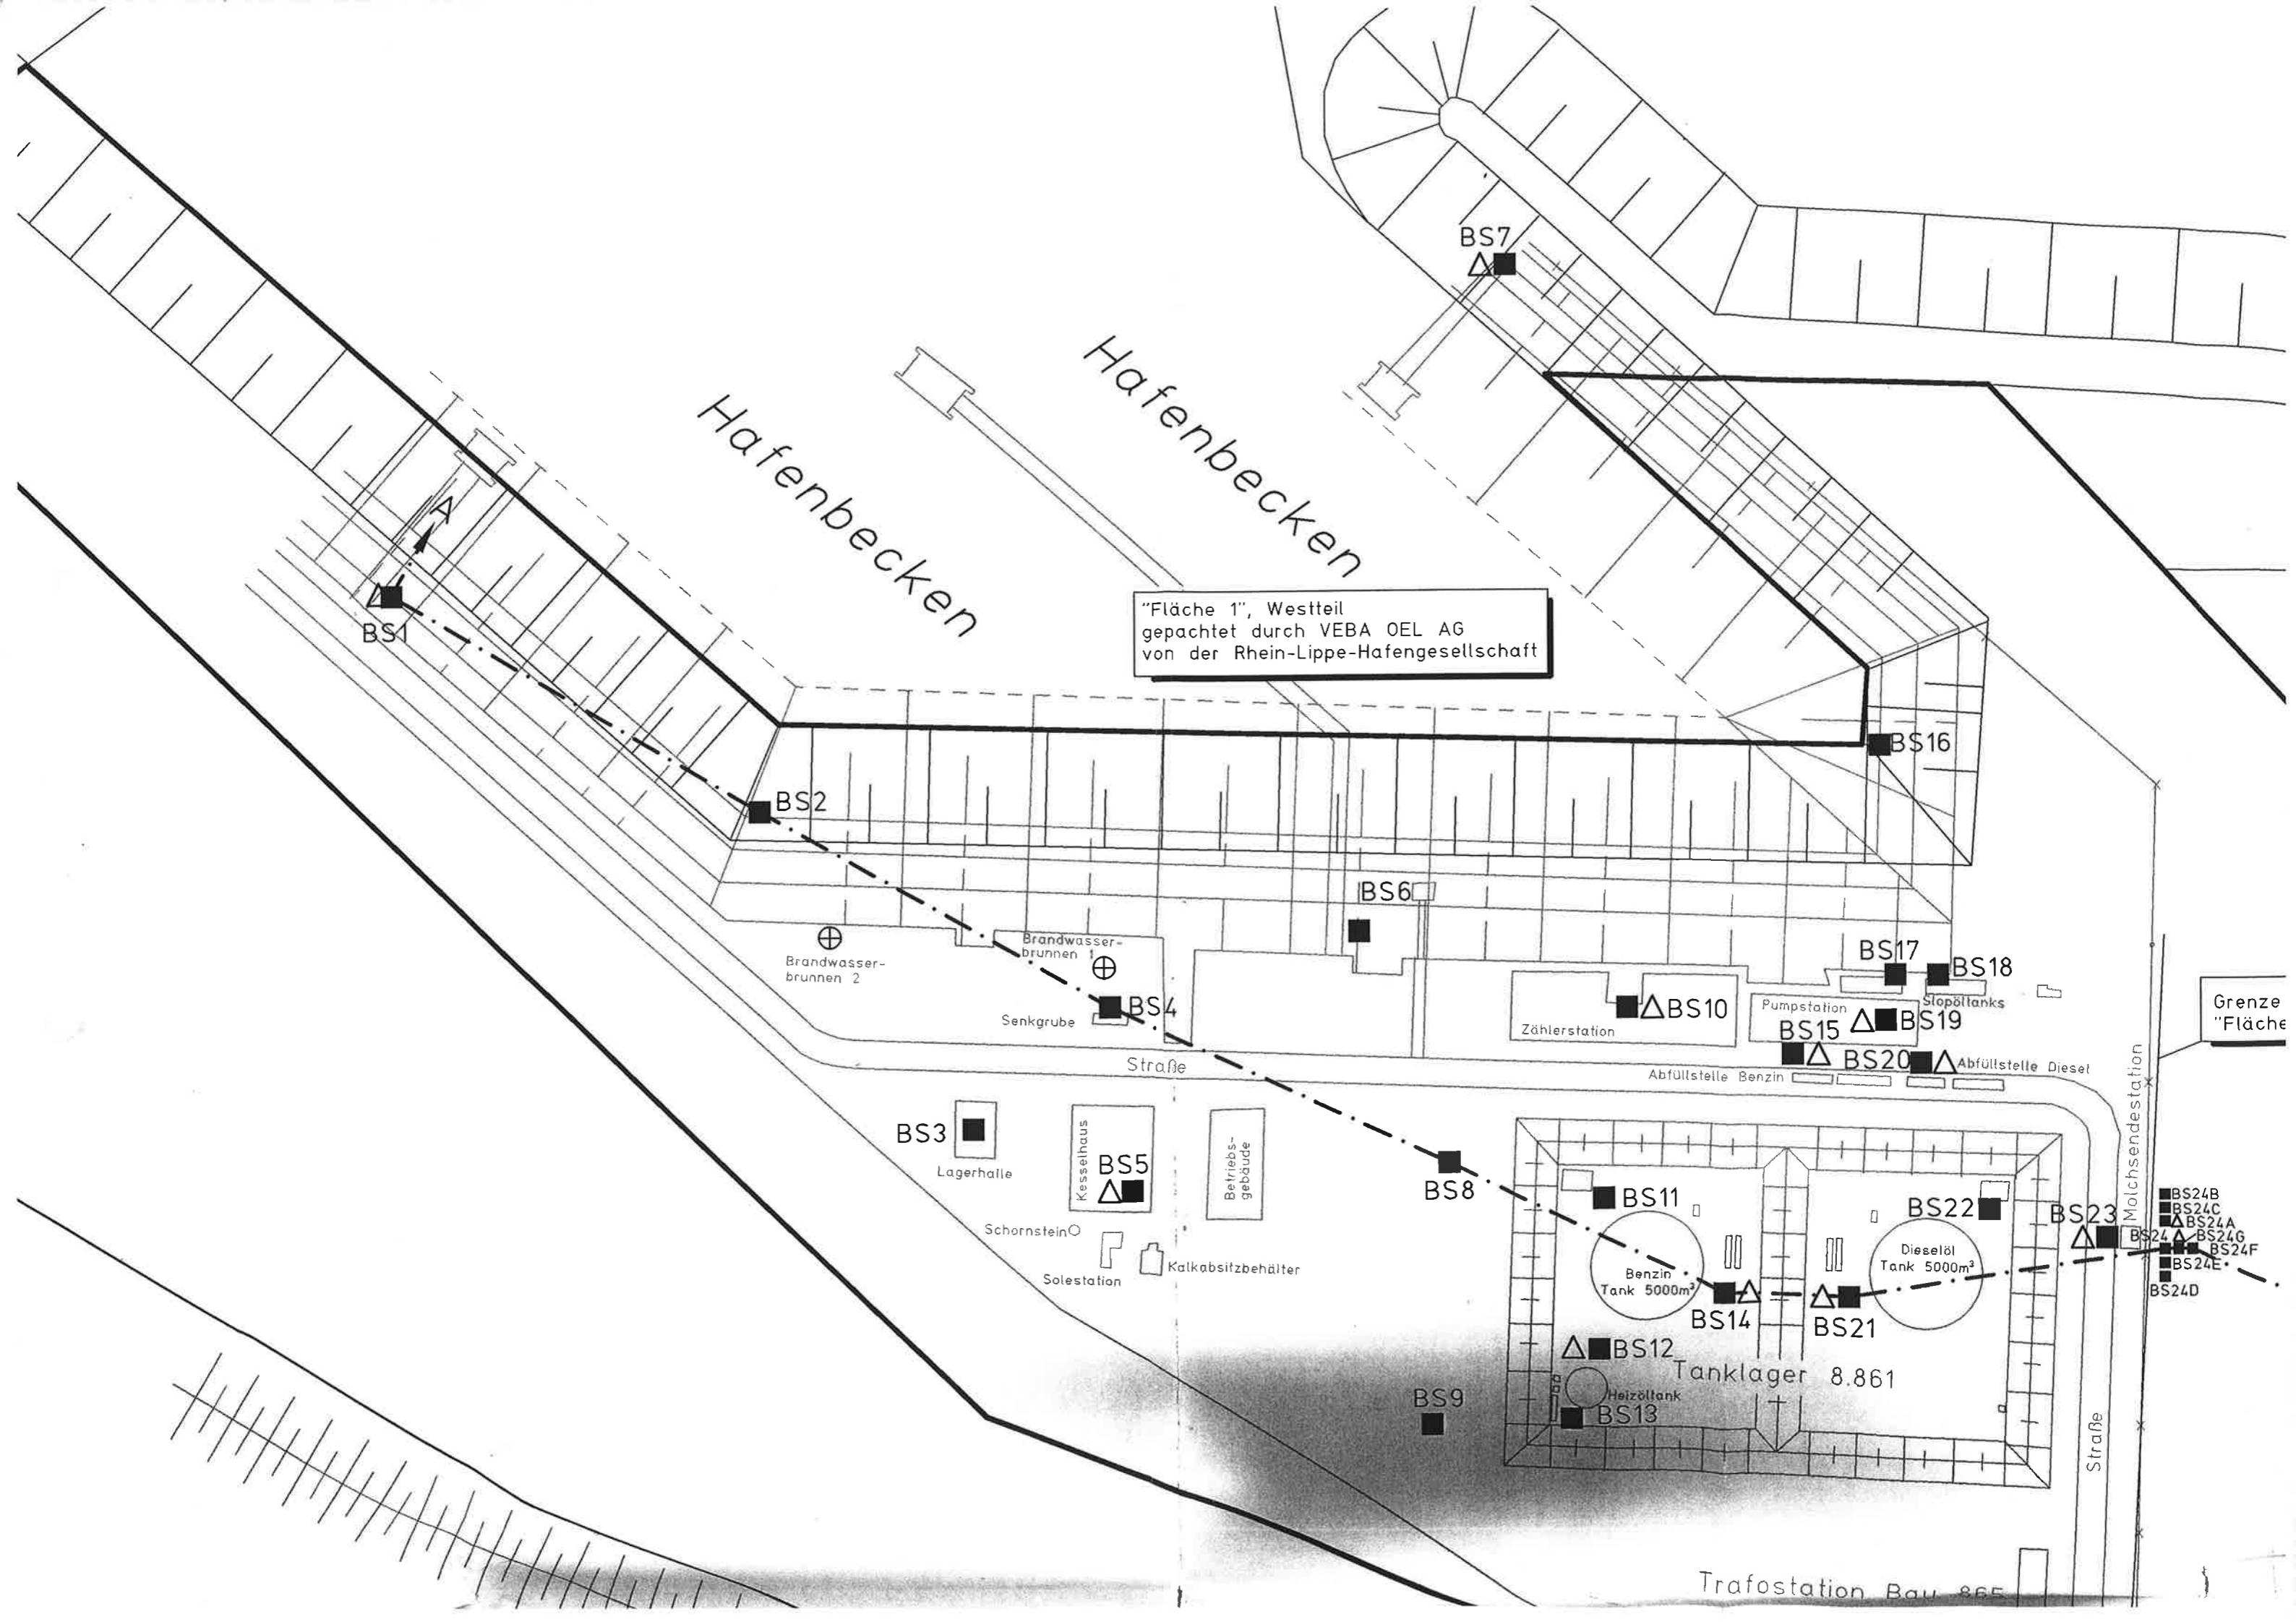 BS7
Hafenbecken
Hafenbecken
A
BS1
"Fläche 1", Westteil
gepachtet durch VEBA OEL AG
von der Rhein-Lippe-Hafengesellschaft
BS16
BS2
BS6
Brandwasser-
brunnen 2
Brandwasser-
brunnen 1
BS17
BS18
Slopöltanks
BS4
Senkgrube
BS10
Zählerstation
Pumpstation
BS19
BS15
BS20
Abfüllstelle Diesel
Abfüllstelle Benzin
Grenze
"Fläche
Straße
Molchsendestation
BS3
Lagerhalle
Kesselhaus
BS5
Betriebs-
gebäude
Schornstein
Solestation
Kalkabsitzbehälter
BS8
BS11
BS22
BS23
BS24B
BS24C
BS24A
BS24
BS24G
BS24F
BS24E
BS24D
Benzin
Tank 5000m³
Dieselöl
Tank 5000m³
BS14
BS21
BS12
Tanklager 8.861
Heizöltank
BS13
BS9
Straße
Trafostation Bau 865